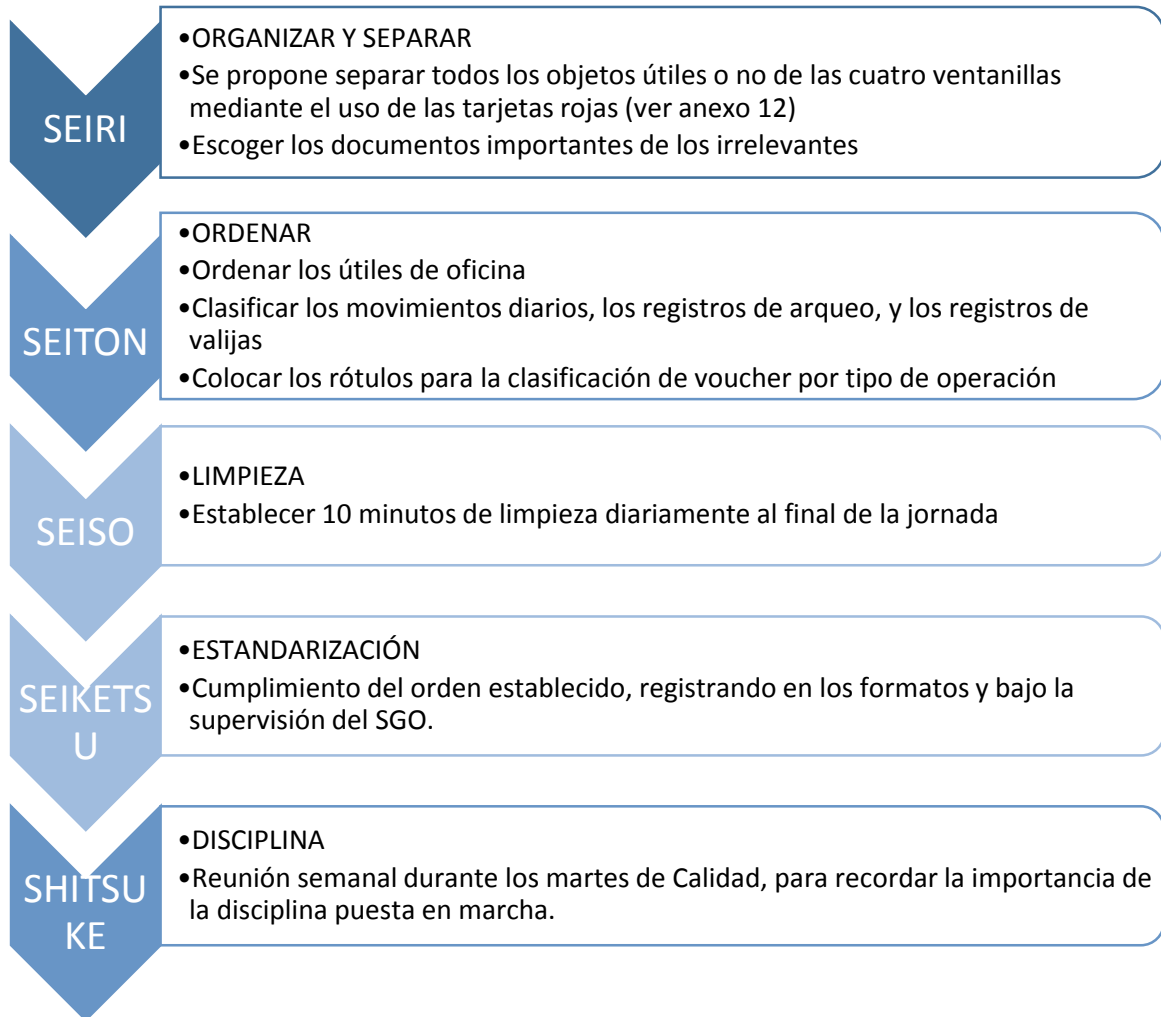 SEIRI
•ORGANIZAR Y SEPARAR
•Se propone separar todos los objetos útiles o no de las cuatro ventanillas
mediante el uso de las tarjetas rojas (ver anexo 12)
•Escoger los documentos importantes de los irrelevantes
SEITON
•ORDENAR
•Ordenar los útiles de oficina
•Clasificar los movimientos diarios, los registros de arqueo, y los registros de
valijas
•Colocar los rótulos para la clasificación de voucher por tipo de operación
SEISO
•LIMPIEZA
•Establecer 10 minutos de limpieza diariamente al final de la jornada
SEIKETS
U
•ESTANDARIZACIÓN
•Cumplimiento del orden establecido, registrando en los formatos y bajo la
supervisión del SGO.
SHITSU
KE
•DISCIPLINA
•Reunión semanal durante los martes de Calidad, para recordar la importancia de
la disciplina puesta en marcha.